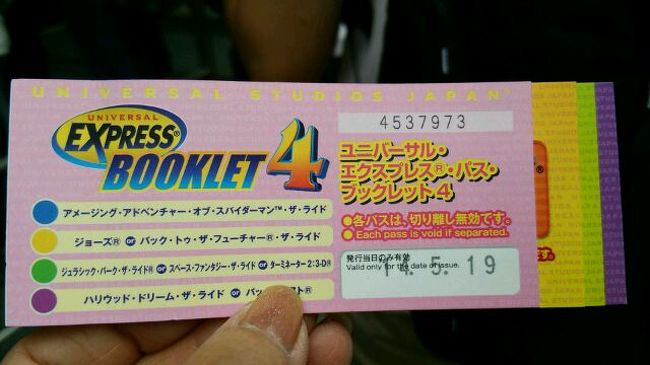 UNIVERSAL STUDIOS JAPAN
UNIVERSAL
EXPRESS®
BOOKLET 4
4537973
ユニバーサル・
エクスプレス®・パス・
ブックレット4
●各パスは、切り離し無効です。
●Each pass is void if separated.
発行当日のみ有効
Valid only for the date of issue.
14.5.19
アメージング・アドベンチャー・オブ・スパイダーマン™・ザ・ライド
ジョーズ® or バック・トゥ・ザ・フューチャー®・ザ・ライド
ジュラシック・パーク・ザ・ライド® or スペース・ファンタジー・ザ・ライド or ターミネーター2:3-D®
ハリウッド・ドリーム・ザ・ライド or
です。